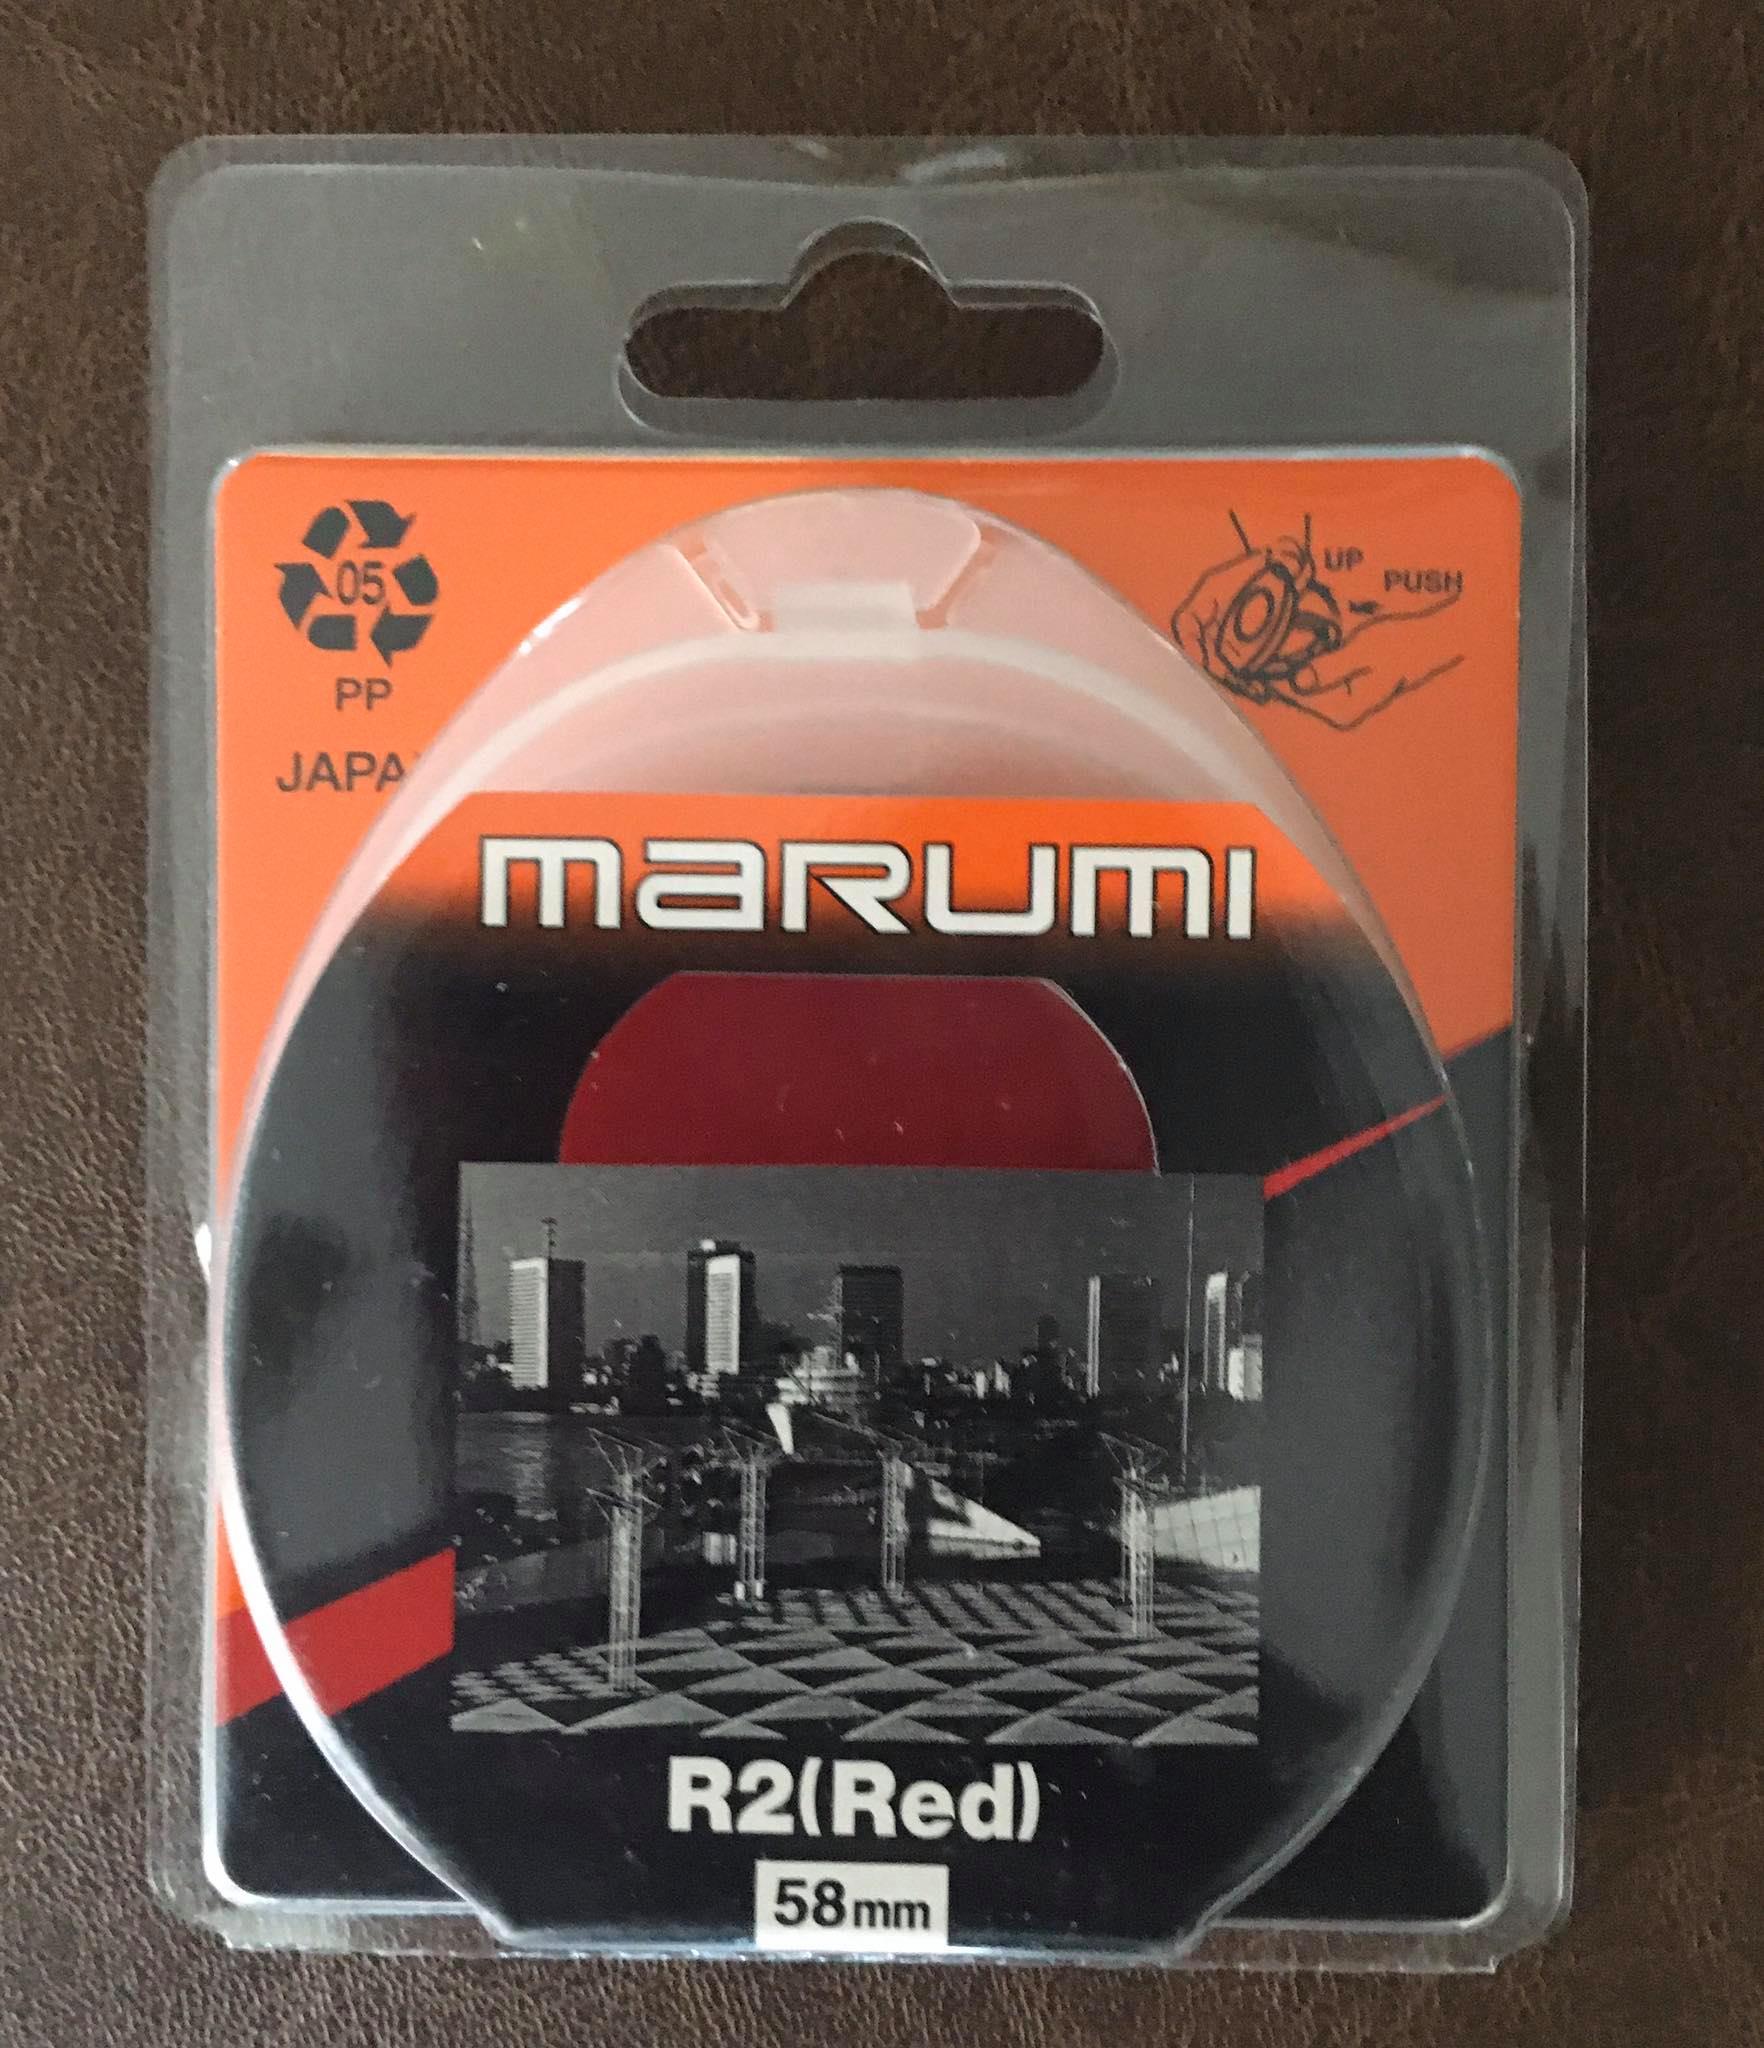 05
PP
UP
PUSH
marumi
R2(Red)
58mm